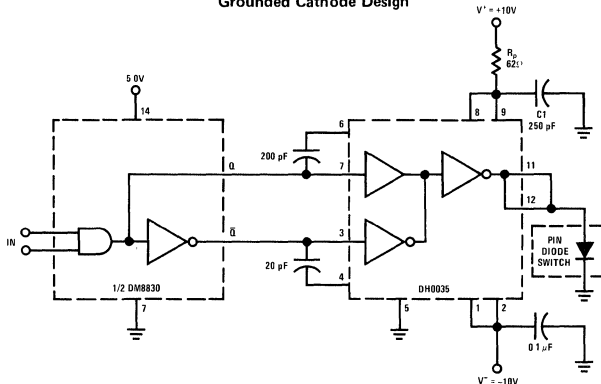 Grounded Cathode Design
V+ = +10V
Rp
62Ω
5 0V
14
8
9
C1
250 pF
6
200 pF
Q
7
11
12
IN
Q̄
3
PIN
DIODE
SWITCH
20 pF
4
1/2 DM8830
DH0035
7
5
1
2
0 1 µF
V− = −10V